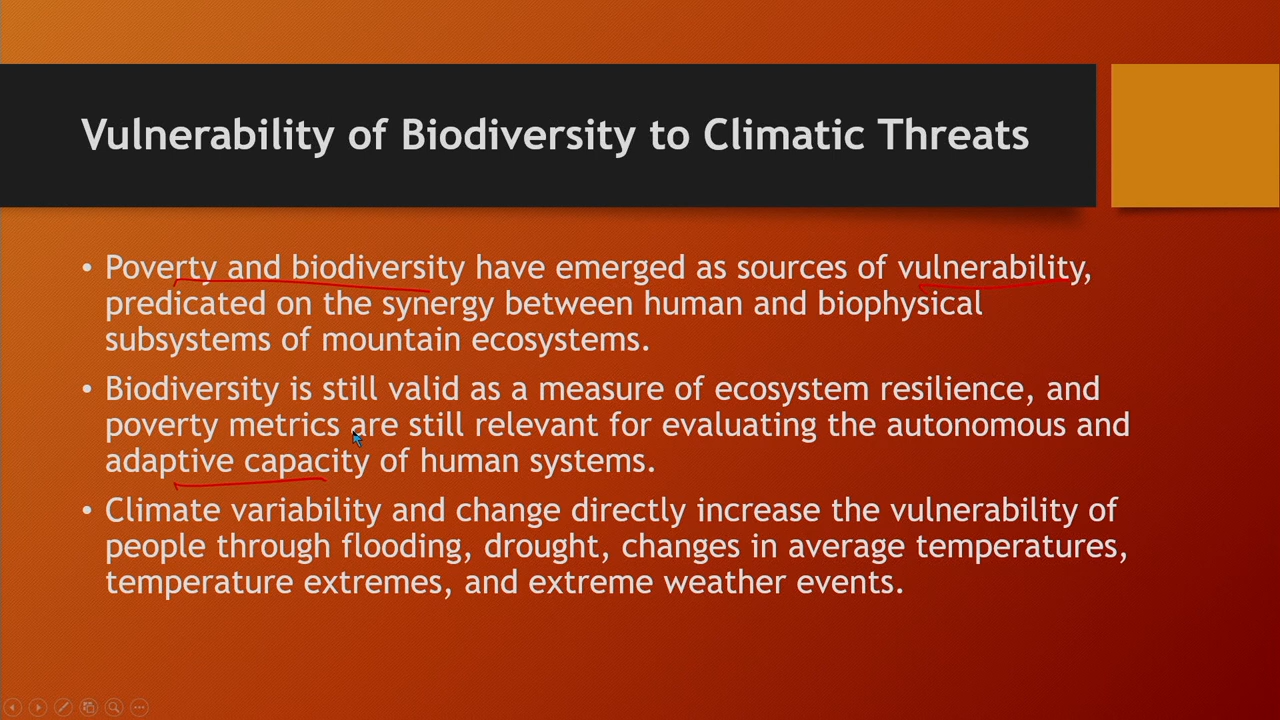 Vulnerability of Biodiversity to Climatic Threats
• Poverty and biodiversity have emerged as sources of vulnerability,
predicated on the synergy between human and biophysical
subsystems of mountain ecosystems.
• Biodiversity is still valid as a measure of ecosystem resilience, and
poverty metrics are still relevant for evaluating the autonomous and
adaptive capacity of human systems.
• Climate variability and change directly increase the vulnerability of
people through flooding, drought, changes in average temperatures,
temperature extremes, and extreme weather events.